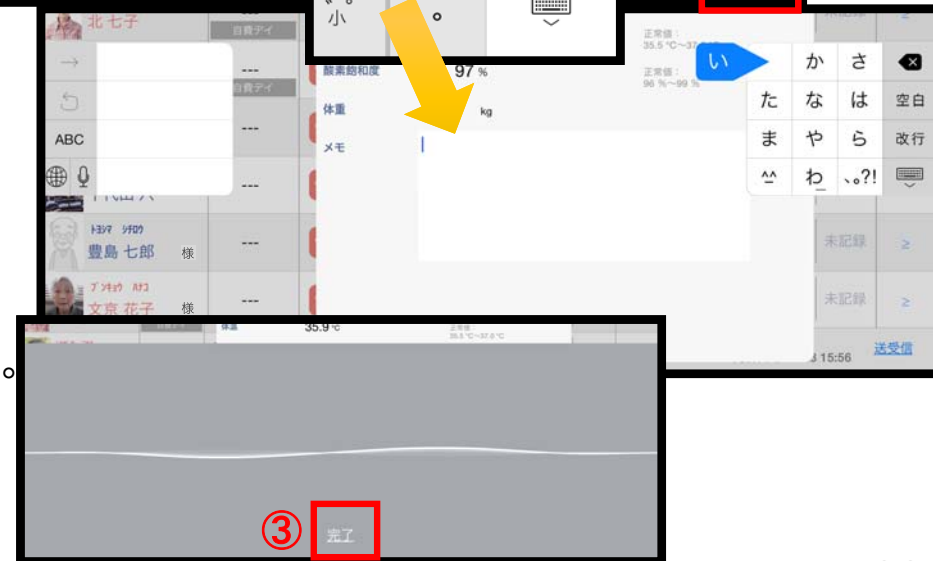 北 七子
自費デイ
小
。
正常値：
35.5 ℃～37
酸素飽和度
97 %
正常値：
96 %～99 %
---
自費デイ
体重
kg
---
メモ
→
ABC
い
か
さ
た
な
は
空白
ま
や
ら
改行
^^
わ
、。?!
---
トヨシマ シチロウ
豊島 七郎
様
---
未記録
≥
ブンキョウ ハナコ
文京 花子
様
---
未記録
≥
15:56
送受信
。
体温
35.9 ℃
正常値：
35.5 ℃～37.0 ℃
③
完了